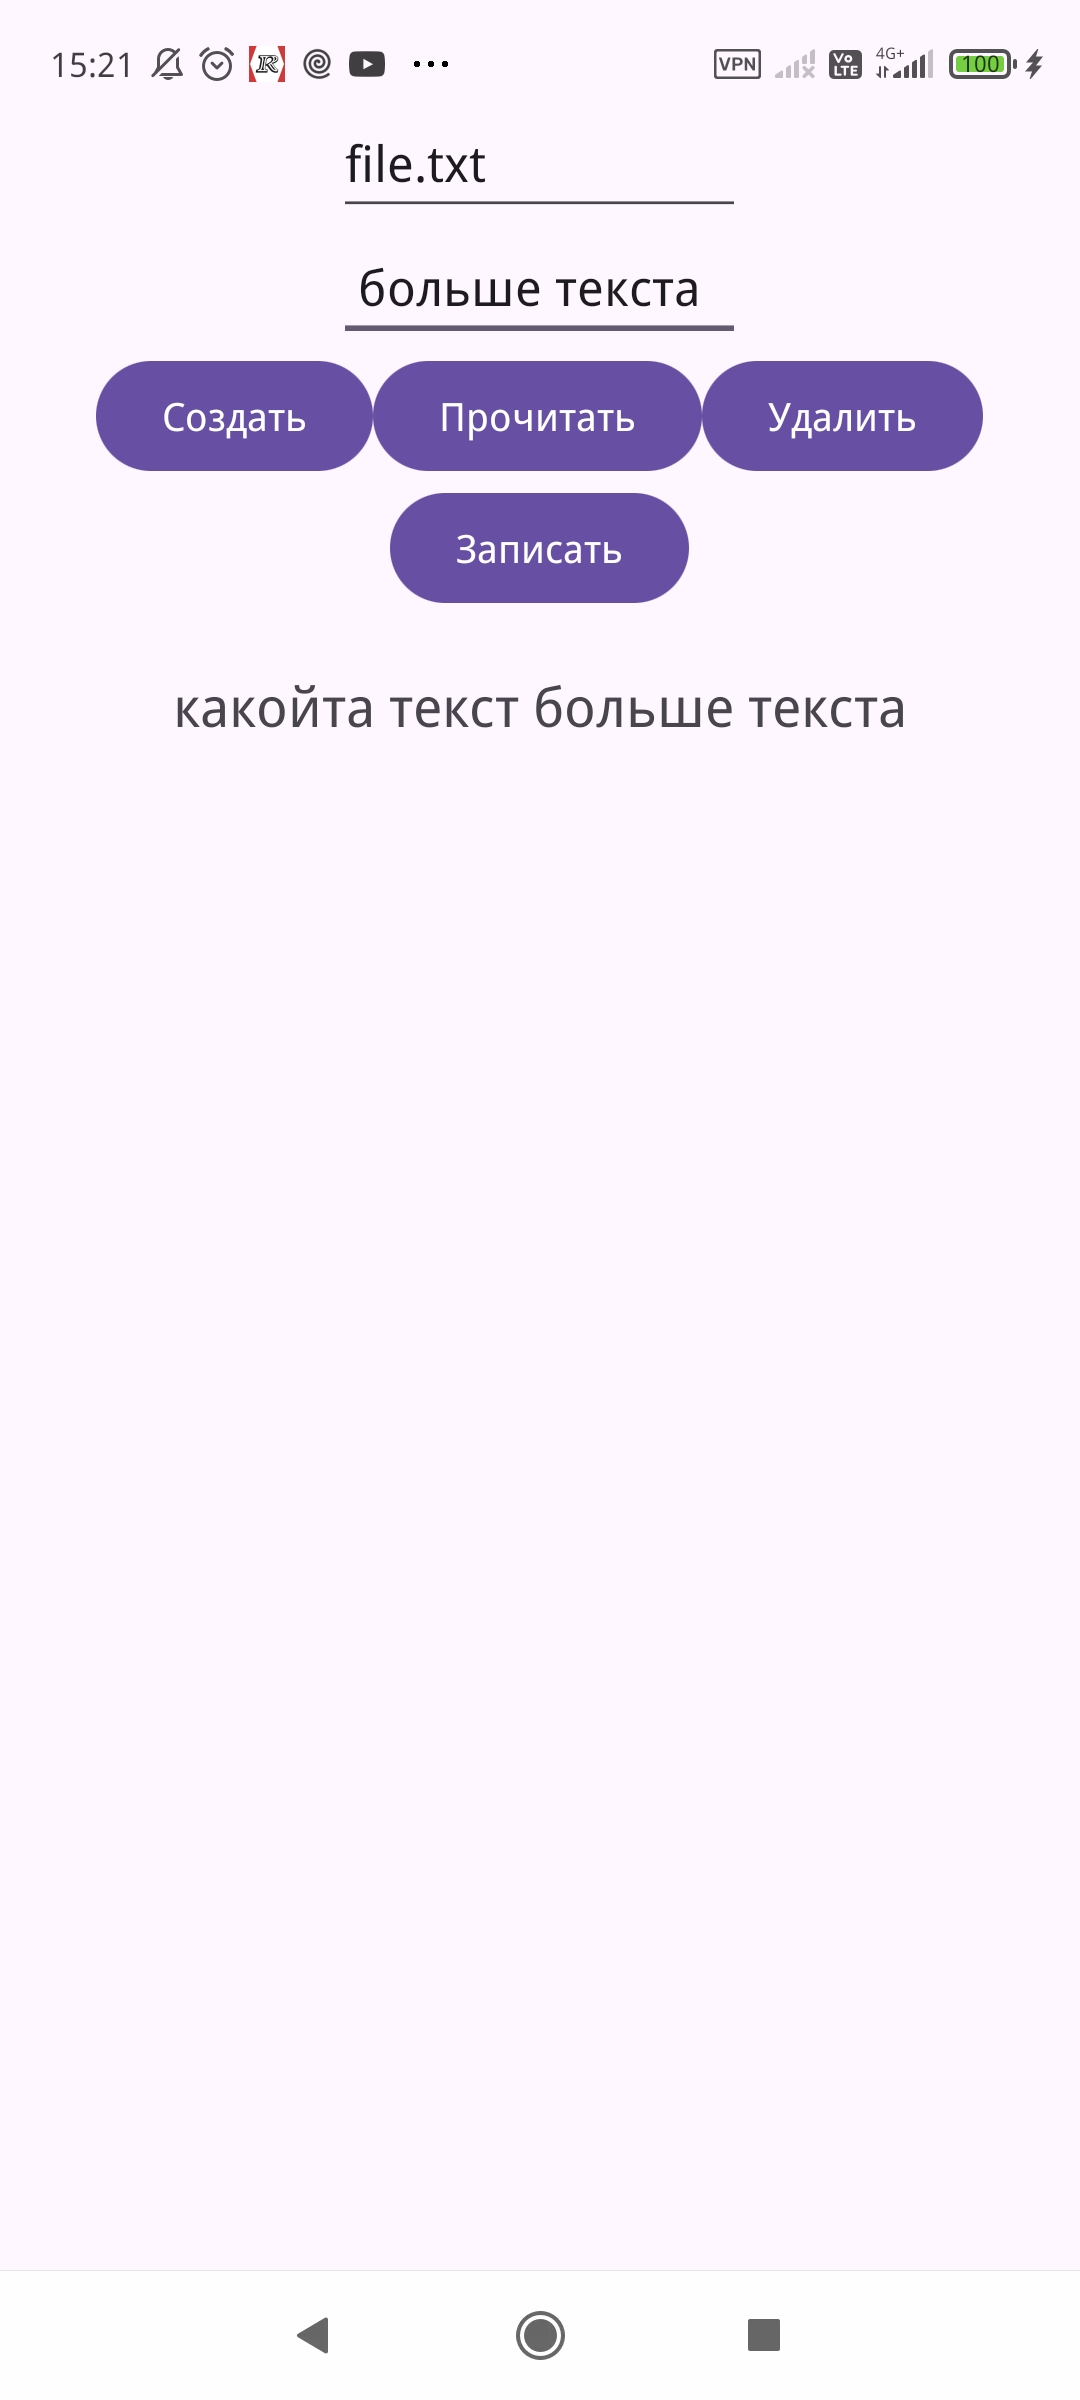 15:21 VPN Vo LTE 4G+ 100
file.txt
больше текста
Создать Прочитать Удалить
Записать
какойта текст больше текста